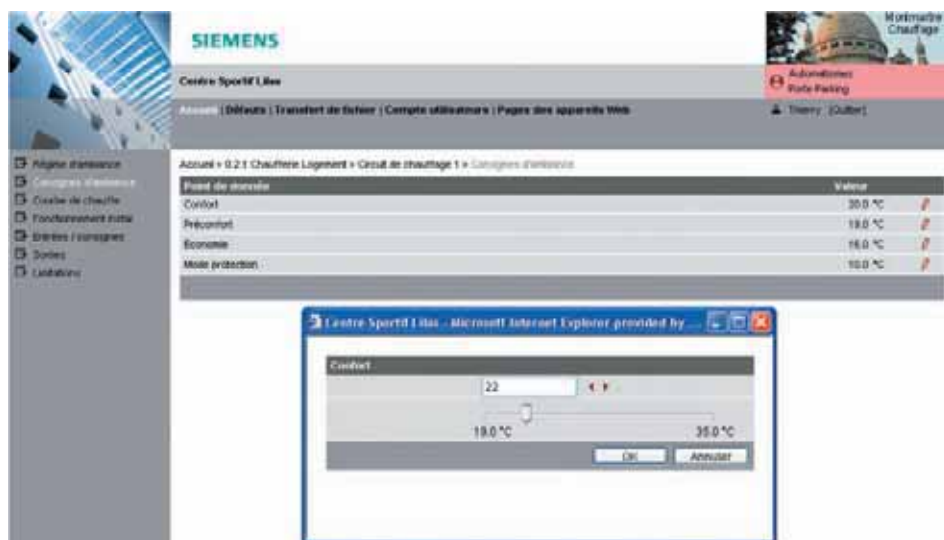 Montmartre
Chauffage
SIEMENS
Centre Sportif Lilas
Automatismes
Porte Parking
Accueil | Défauts | Transfert de fichier | Compte utilisateurs | Pages des appareils Web
Thierry [Quitter]
Régime d'ambiance
Consignes d'ambiance
Courbe de chauffe
Fonctionnement
Entrées / consignes
Sorties
Limitations
Accueil > 0.2.1 Chaufferie Logement > Circuit de chauffage 1 > Consignes d'ambiance
Point de donnée Valeur
Confort 20.0 °C
Préconfort 19.0 °C
Economie 16.0 °C
Mode protection 10.0 °C
Centre Sportif Lilas - Microsoft Internet Explorer provided by ...
Confort
22
19.0 °C 35.0 °C
OK Annuler